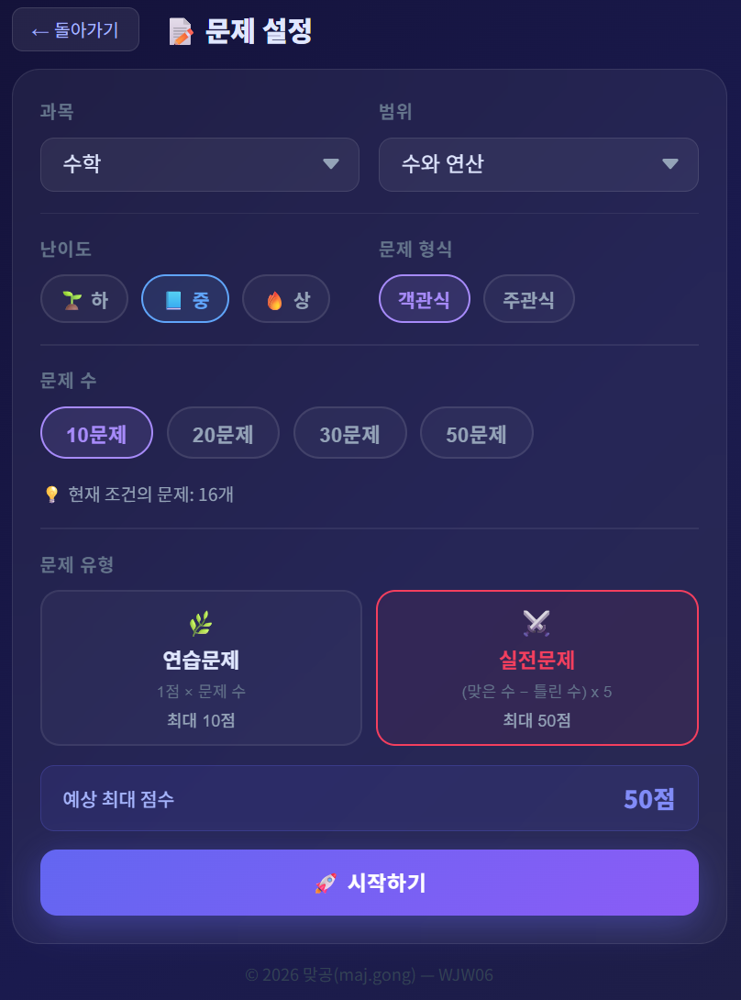 ← 돌아가기
📝 문제 설정
과목
범위
수학
수와 연산
난이도
문제 형식
🌱 하
📘 중
🔥 상
객관식
주관식
문제 수
10문제
20문제
30문제
50문제
💡 현재 조건의 문제: 16개
문제 유형
🌿
연습문제
1점 × 문제 수
최대 10점
⚔️
실전문제
(맞은 수 − 틀린 수) x 5
최대 50점
예상 최대 점수
50점
🚀 시작하기
© 2026 맞공(maj.gong) — WJW06